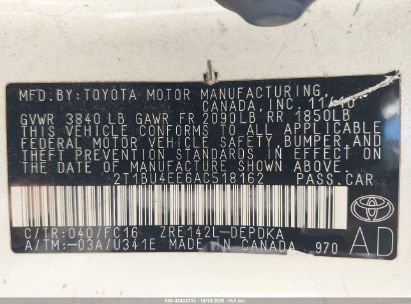 MFD.BY:TOYOTA MOTOR MANUFACTURING
CANADA, INC. 11/10
GVWR 3840 LB GAWR FR 2090LB RR 1850LB
THIS VEHICLE CONFORMS TO ALL APPLICABLE
FEDERAL MOTOR VEHICLE SAFETY, BUMPER AND
THEFT PREVENTION STANDARDS IN EFFECT ON
THE DATE OF MANUFACTURE SHOWN ABOVE.
2T1BU4EE6AC518162 PASS.CAR
C/TR:040/FC16 ZRE142L-DEPDKA
A/TM:-03A/U341E MADE IN CANADA 970
AD